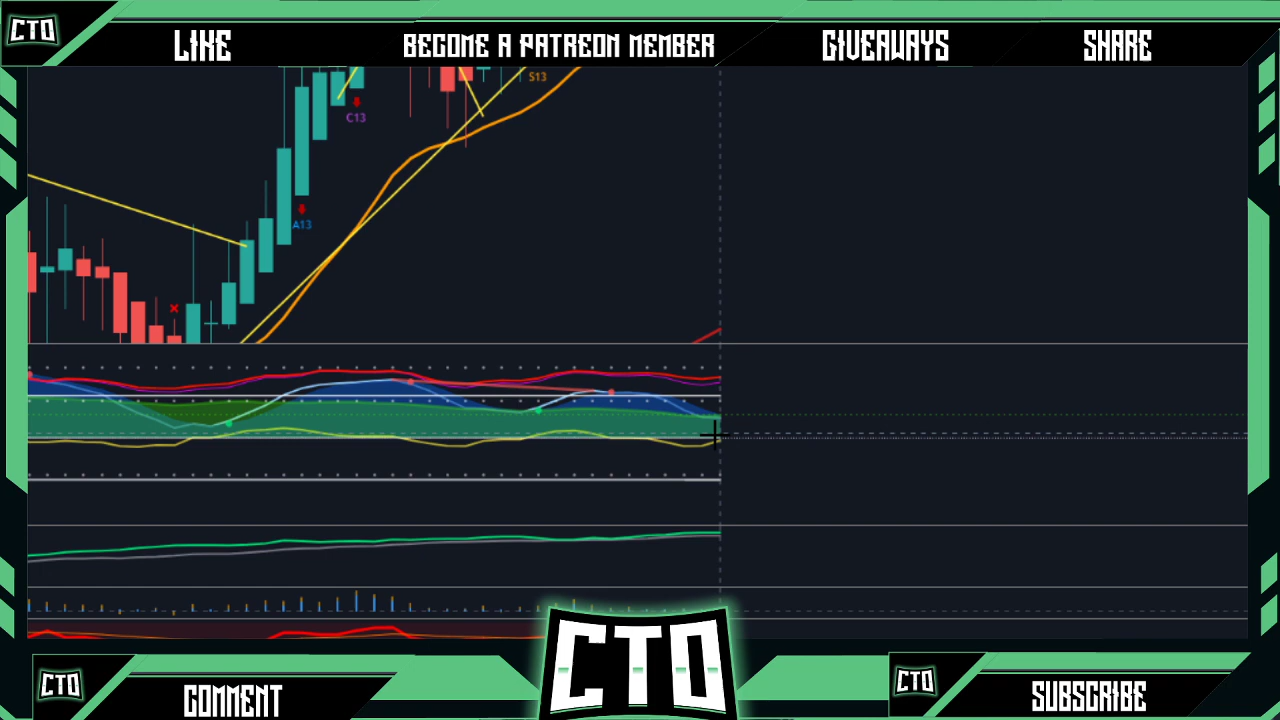 CTO
LIKE
BECOME A PATREON MEMBER
GIVEAWAYS
SHARE
S13
C13
A13
CTO
CTO
COMMENT
CTO
SUBSCRIBE